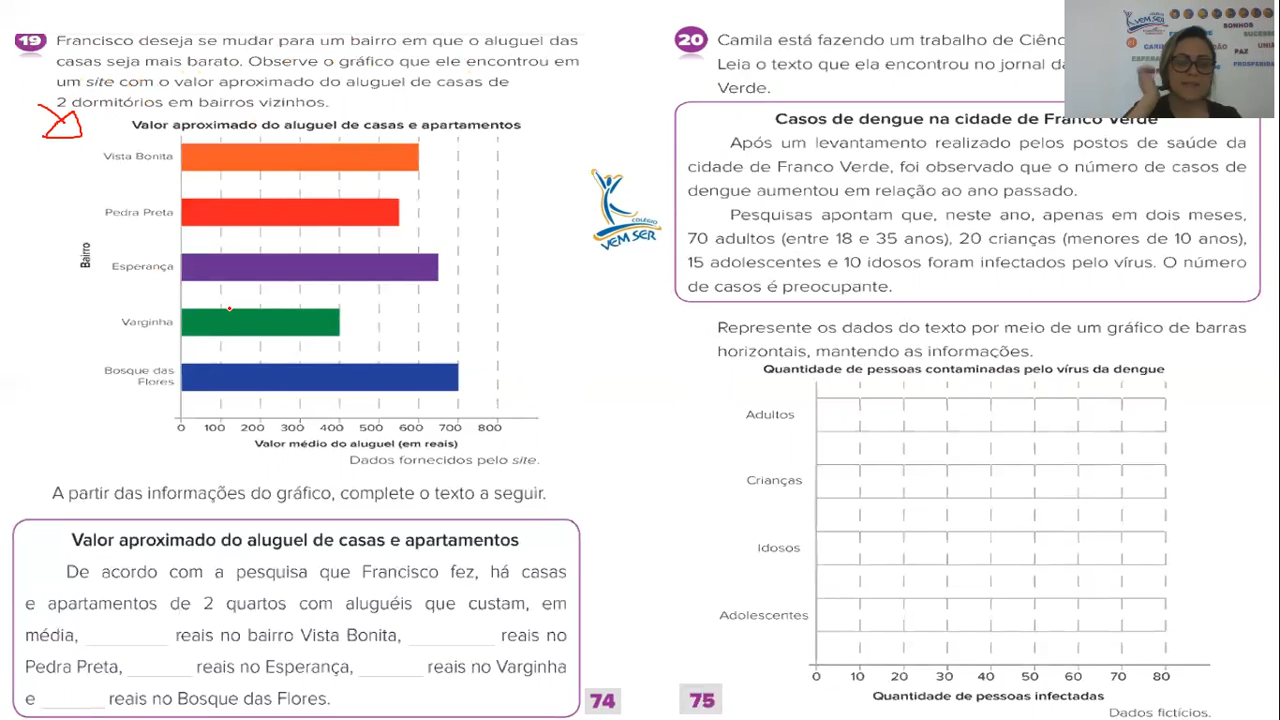 19 Francisco deseja se mudar para um bairro em que o aluguel das
casas seja mais barato. Observe o gráfico que ele encontrou em
um site com o valor aproximado do aluguel de casas de
2 dormitórios em bairros vizinhos.
Valor aproximado do aluguel de casas e apartamentos
Bairro
Vista Bonita
Pedra Preta
Esperança
Varginha
Bosque das
Flores
0 100 200 300 400 500 600 700 800
Valor médio do aluguel (em reais)
Dados fornecidos pelo site.
A partir das informações do gráfico, complete o texto a seguir.
Valor aproximado do aluguel de casas e apartamentos
De acordo com a pesquisa que Francisco fez, há casas
e apartamentos de 2 quartos com aluguéis que custam, em
média, ________ reais no bairro Vista Bonita, ________ reais no
Pedra Preta, ________ reais no Esperança, ________ reais no Varginha
e ________ reais no Bosque das Flores.
74
COLÉGIO
VEM SER
20 Camila está fazendo um trabalho de
Leia o texto que ela encontrou no jornal
Verde.
Casos de dengue na cidade de Franco Verde
Após um levantamento realizado pelos postos de saúde da
cidade de Franco Verde, foi observado que o número de casos de
dengue aumentou em relação ao ano passado.
Pesquisas apontam que, neste ano, apenas em dois meses,
70 adultos (entre 18 e 35 anos), 20 crianças (menores de 10 anos),
15 adolescentes e 10 idosos foram infectados pelo vírus. O número
de casos é preocupante.
Represente os dados do texto por meio de um gráfico de barras
horizontais, mantendo as informações.
Quantidade de pessoas contaminadas pelo vírus da dengue
Adultos
Crianças
Idosos
Adolescentes
0 10 20 30 40 50 60 70 80
Quantidade de pessoas infectadas
Dados fictícios.
75
VEM SER
SONHOS
SUCESSO
PAZ